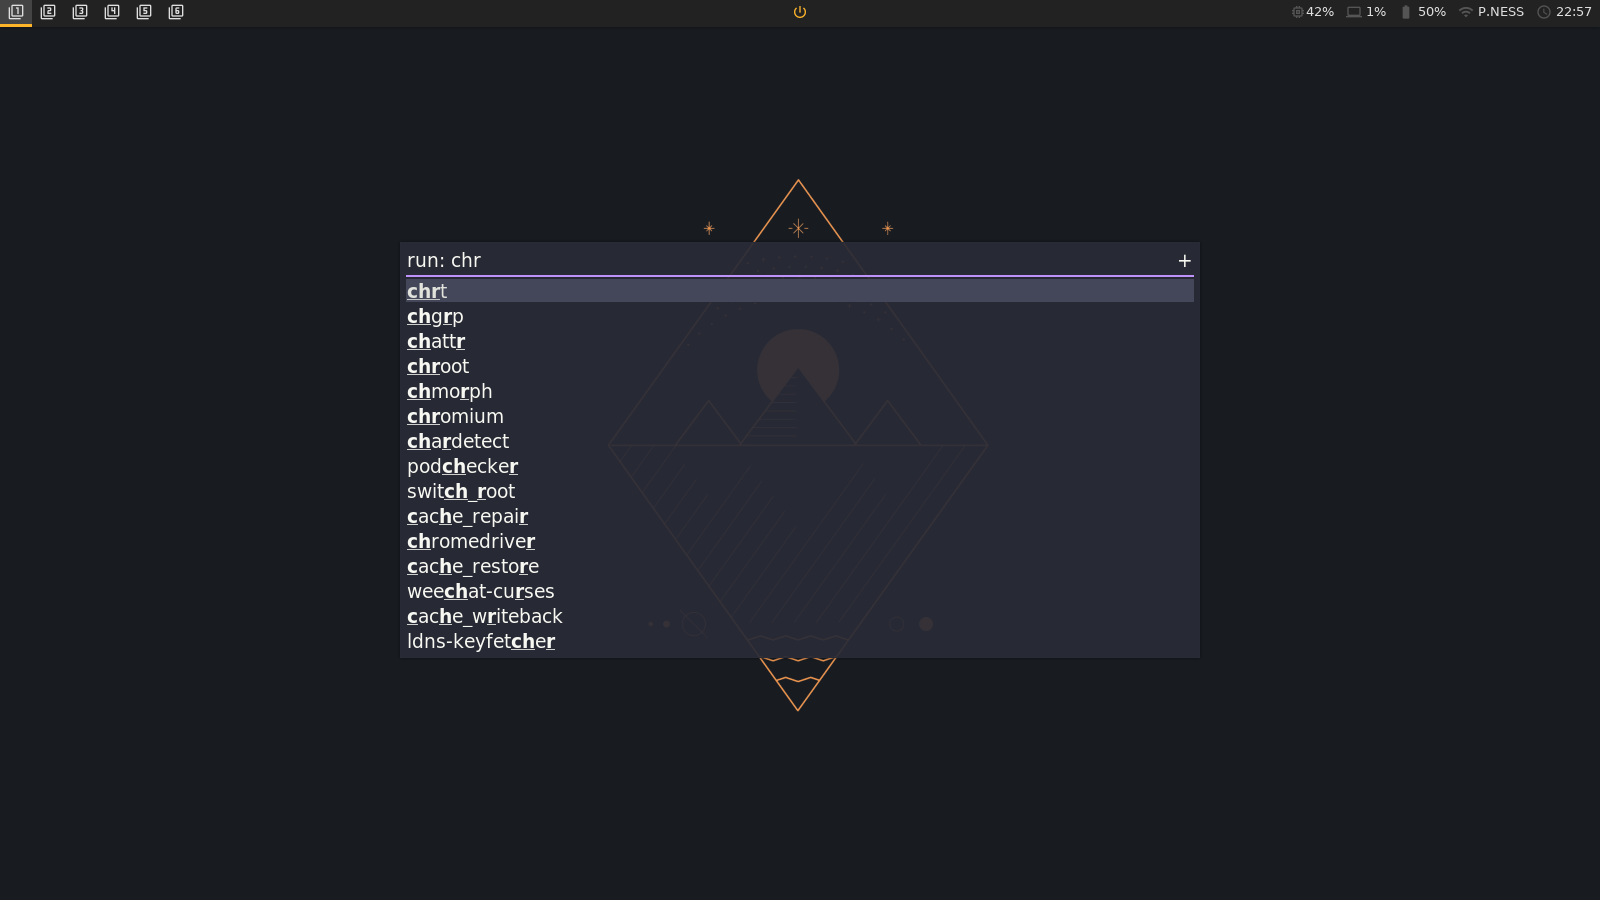 1 2 3 4 5 6 42% 1% 50% P.NESS 22:57
run: chr +
chrt
chgrp
chattr
chroot
chmorph
chromium
chardetect
podchecker
switch_root
cache_repair
chromedriver
cache_restore
weechat-curses
cache_writeback
ldns-keyfetcher